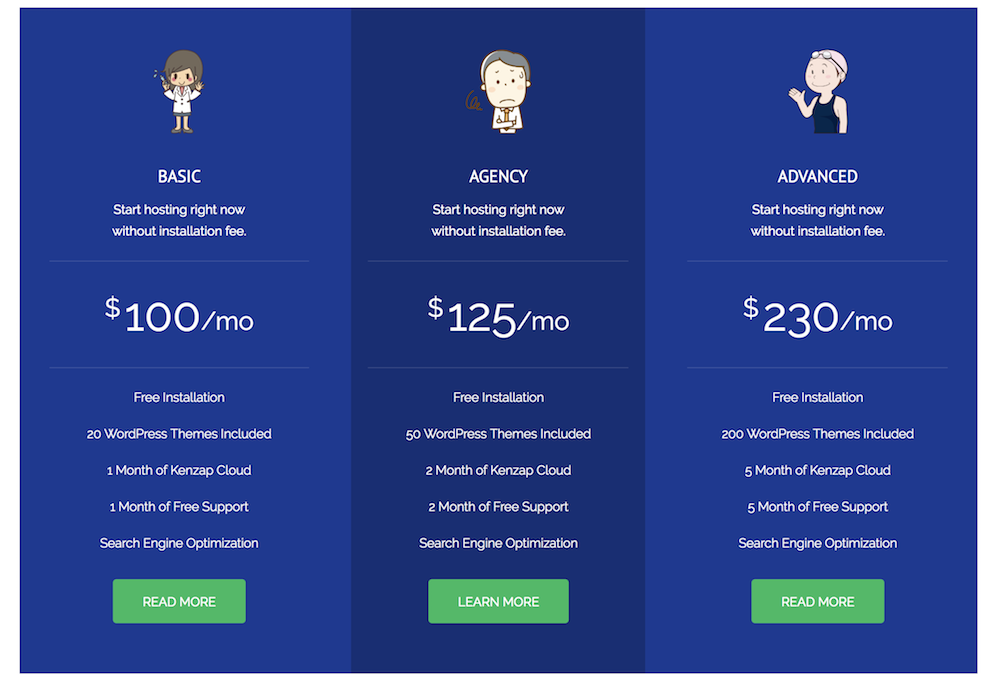 BASIC
Start hosting right now
without installation fee.
$100/mo
Free Installation
20 WordPress Themes Included
1 Month of Kenzap Cloud
1 Month of Free Support
Search Engine Optimization
READ MORE
AGENCY
Start hosting right now
without installation fee.
$125/mo
Free Installation
50 WordPress Themes Included
2 Month of Kenzap Cloud
2 Month of Free Support
Search Engine Optimization
LEARN MORE
ADVANCED
Start hosting right now
without installation fee.
$230/mo
Free Installation
200 WordPress Themes Included
5 Month of Kenzap Cloud
5 Month of Free Support
Search Engine Optimization
READ MORE